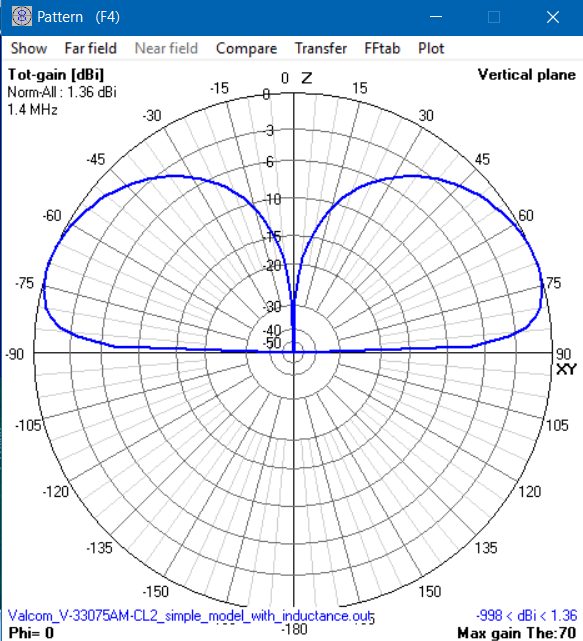 Pattern (F4)
Show Far field Near field Compare Transfer FFtab Plot
Tot-gain [dBi]
Norm-All : 1.36 dBi
1.4 MHz
Vertical plane
0 Z
-15 15
-30 30
-45 45
-60 60
-75 75
-90 90
XY
-105 105
-120 120
-135 135
-150 150
-180
0
-3
-6
-10
-15
-20
-30
-40
-50
Valcom_V-33075AM-CL2_simple_model_with_inductance.out
-998 < dBi < 1.36
Phi= 0
Max gain The:70